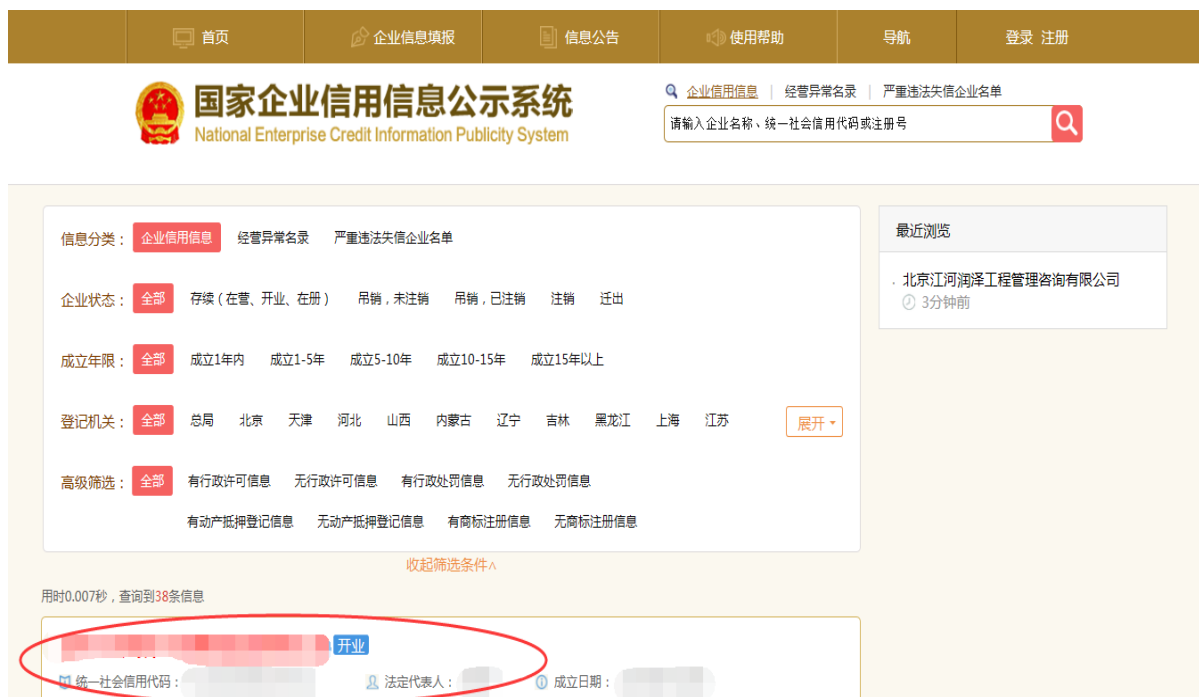 首页 企业信息填报 信息公告 使用帮助 导航 登录 注册
国家企业信用信息公示系统
National Enterprise Credit Information Publicity System
企业信用信息 | 经营异常名录 | 严重违法失信企业名单
请输入企业名称、统一社会信用代码或注册号
信息分类： 企业信用信息 经营异常名录 严重违法失信企业名单
企业状态： 全部 存续（在营、开业、在册） 吊销，未注销 吊销，已注销 注销 迁出
成立年限： 全部 成立1年内 成立1-5年 成立5-10年 成立10-15年 成立15年以上
登记机关： 全部 总局 北京 天津 河北 山西 内蒙古 辽宁 吉林 黑龙江 上海 江苏 展开
高级筛选： 全部 有行政许可信息 无行政许可信息 有行政处罚信息 无行政处罚信息
有动产抵押登记信息 无动产抵押登记信息 有商标注册信息 无商标注册信息
收起筛选条件∧
最近浏览
. 北京江河润泽工程管理咨询有限公司
3分钟前
用时0.007秒，查询到38条信息
开业
统一社会信用代码： 法定代表人： 成立日期：